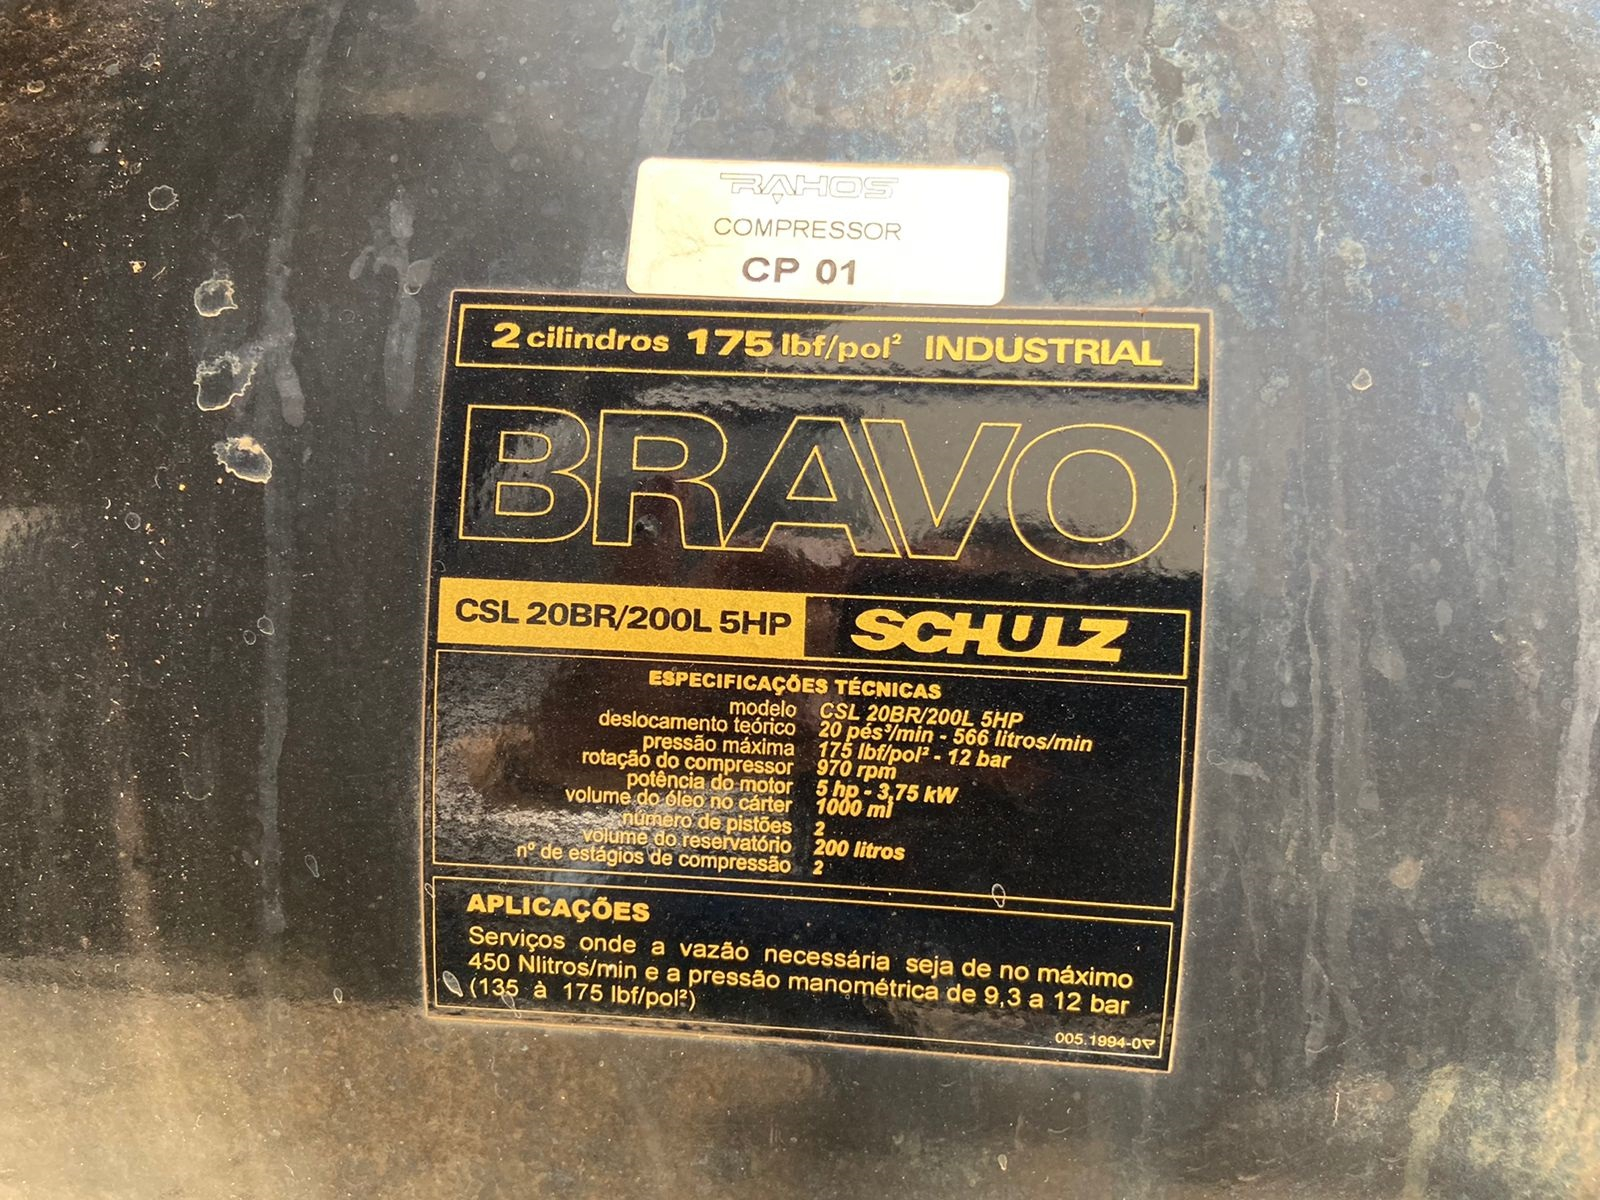 RAHOS
COMPRESSOR
CP 01
2 cilindros 175 lbf/pol² INDUSTRIAL
BRAVO
CSL 20BR/200L 5HP SCHULZ
ESPECIFICAÇÕES TÉCNICAS
modelo CSL 20BR/200L 5HP
deslocamento teórico 20 pés³/min - 566 litros/min
pressão máxima 175 lbf/pol² - 12 bar
rotação do compressor 970 rpm
potência do motor 5 hp - 3,75 kW
volume do óleo no cárter 1000 ml
número de pistões 2
volume do reservatório 200 litros
nº de estágios de compressão 2
APLICAÇÕES
Serviços onde a vazão necessária seja de no máximo
450 Nlitros/min e a pressão manométrica de 9,3 a 12 bar
(135 à 175 lbf/pol²)